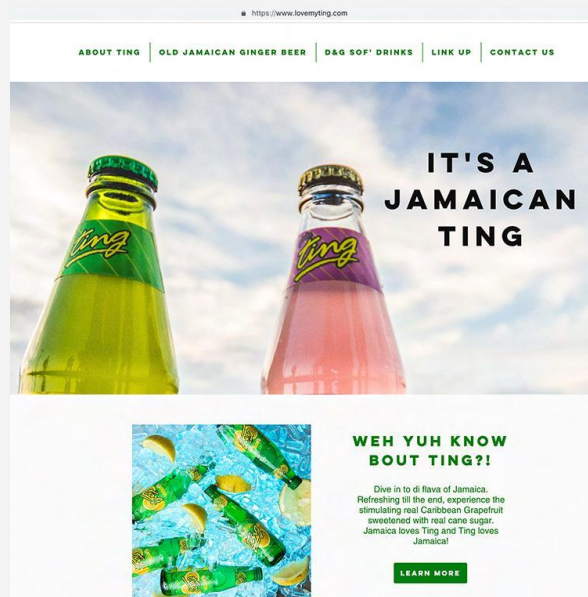 https://www.lovemyting.com
ABOUT TING
OLD JAMAICAN GINGER BEER
D&G SOF' DRINKS
LINK UP
CONTACT US
IT'S A
JAMAICAN
TING
Ting
Ting
WEH YUH KNOW
BOUT TING?!
Dive in to di flava of Jamaica.
Refreshing till the end, experience the
stimulating real Caribbean Grapefruit
sweetened with real cane sugar.
Jamaica loves Ting and Ting loves
Jamaica!
LEARN MORE